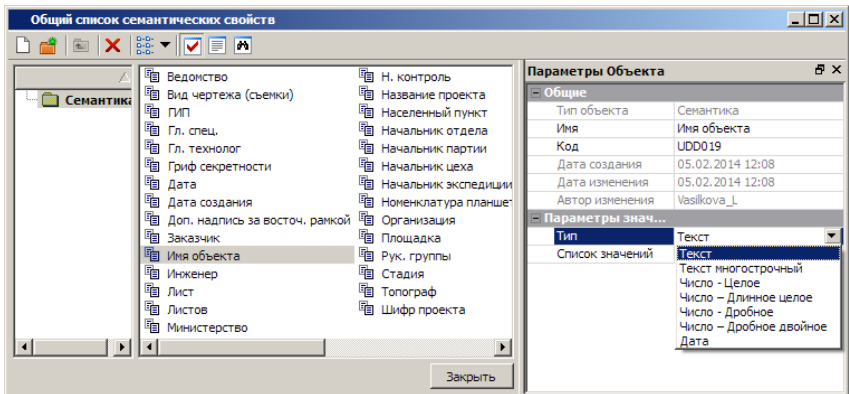 Общий список семантических свойств
Семантика
Ведомство
Вид чертежа (съемки)
ГИП
Гл. спец.
Гл. технолог
Гриф секретности
Дата
Дата создания
Доп. надпись за восточ. рамкой
Заказчик
Имя объекта
Инженер
Лист
Листов
Министерство
Н. контроль
Название проекта
Населенный пункт
Начальник отдела
Начальник партии
Начальник цеха
Начальник экспедиции
Номенклатура планшет
Организация
Площадка
Рук. группы
Стадия
Топограф
Шифр проекта
Закрыть
Параметры Объекта
Общие
Тип объекта Семантика
Имя Имя объекта
Код UDD019
Дата создания 05.02.2014 12:08
Дата изменения 05.02.2014 12:08
Автор изменения Vasilkova_L
Параметры знач...
Тип Текст
Список значений
Текст
Текст многострочный
Число - Целое
Число – Длинное целое
Число - Дробное
Число – Дробное двойное
Дата